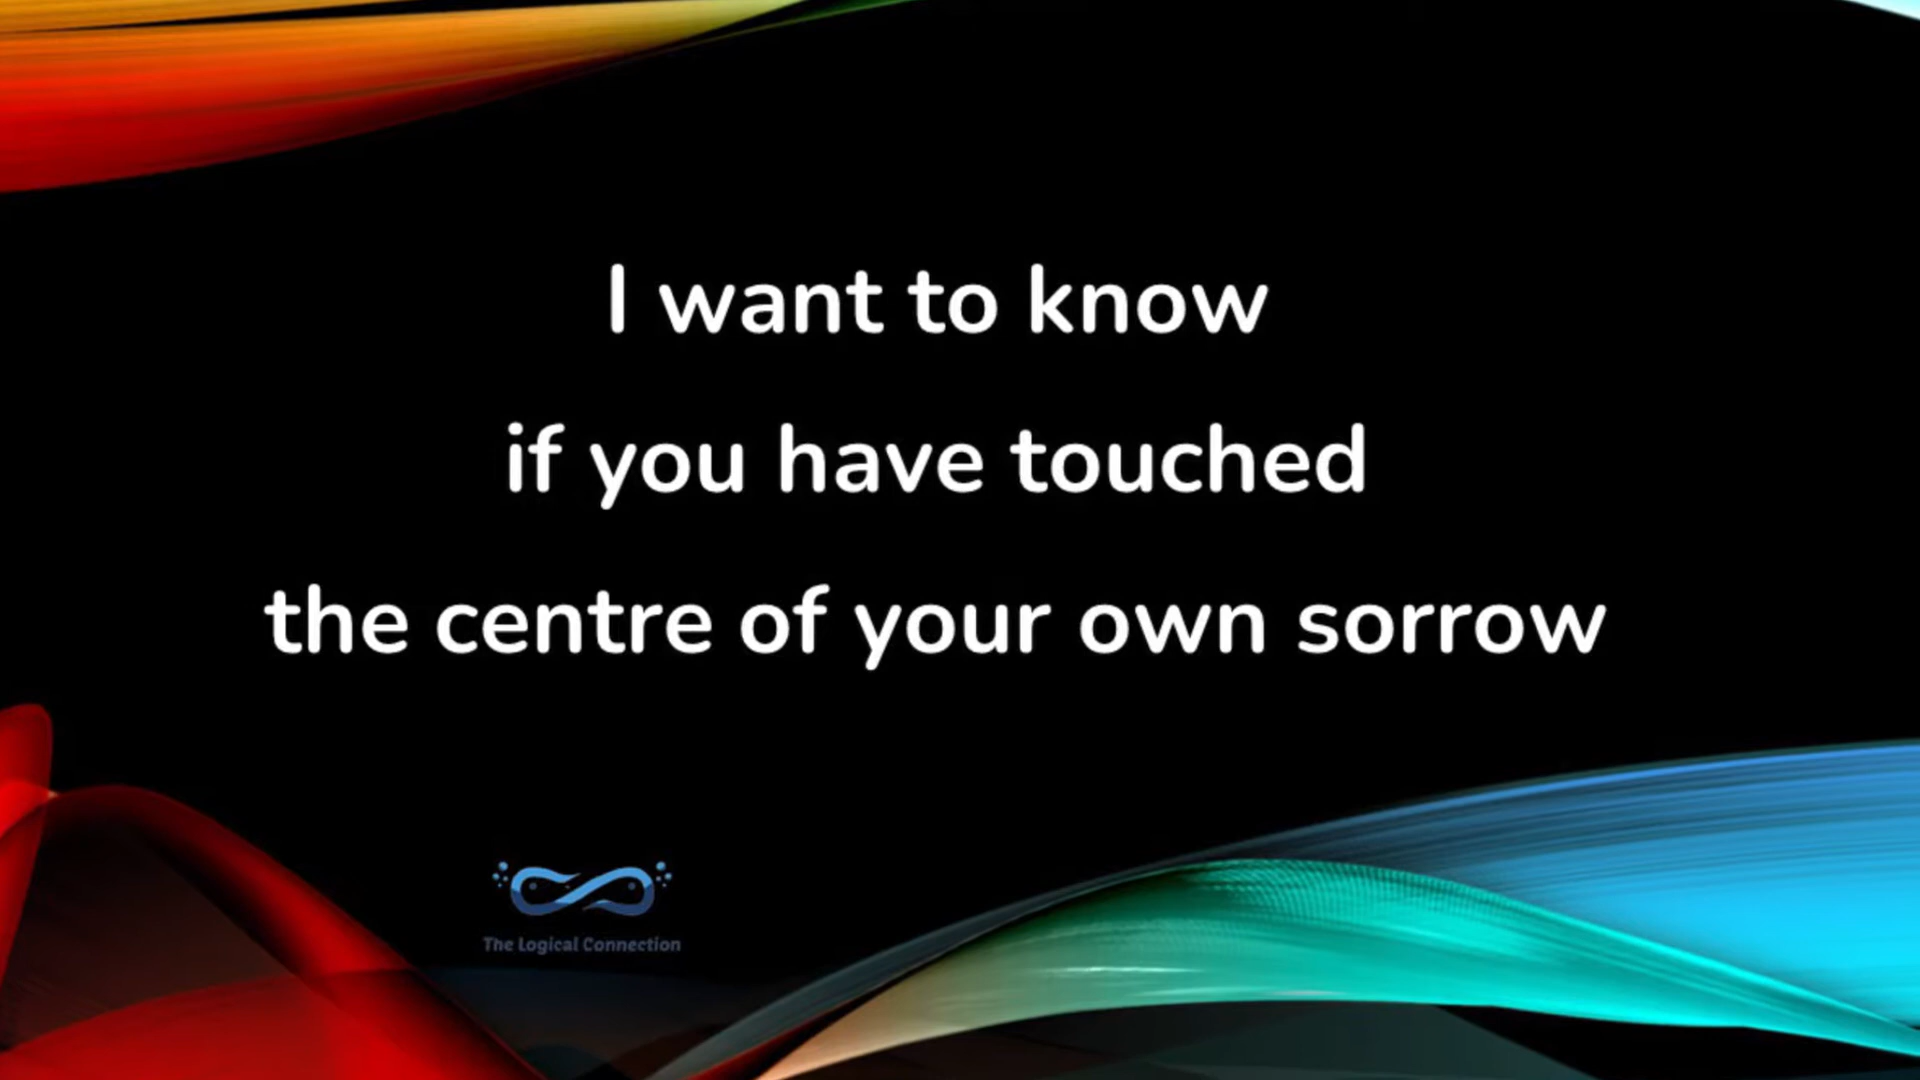 I want to know
if you have touched
the centre of your own sorrow
The Logical Connection